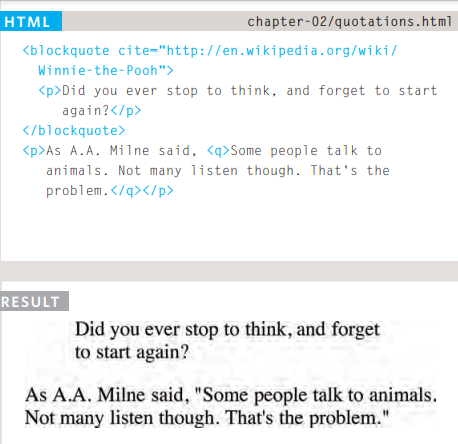 HTML chapter-02/quotations.html
<blockquote cite="http://en.wikipedia.org/wiki/
Winnie-the-Pooh">
<p>Did you ever stop to think, and forget to start
again?</p>
</blockquote>
<p>As A.A. Milne said, <q>Some people talk to
animals. Not many listen though. That's the
problem.</q></p>
RESULT
Did you ever stop to think, and forget
to start again?
As A.A. Milne said, "Some people talk to animals.
Not many listen though. That's the problem."